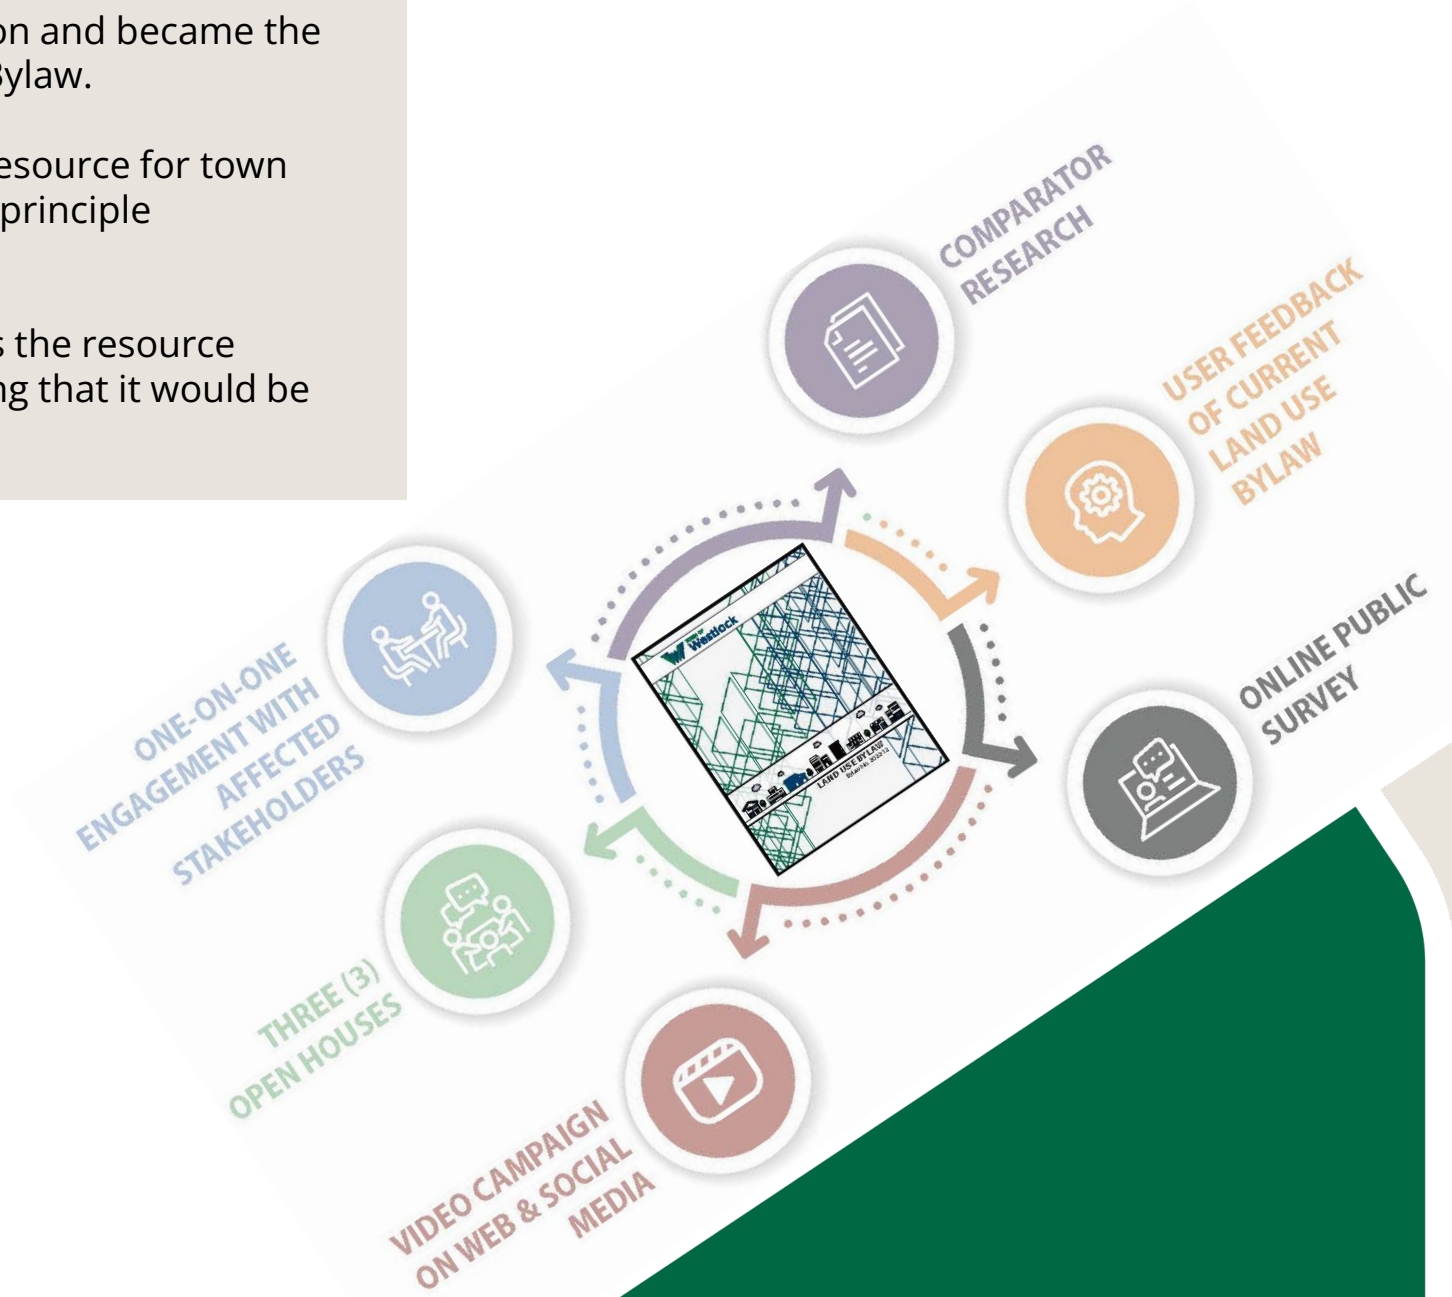 on and became the
Bylaw.
esource for town
principle
s the resource
ng that it would be
COMPARATOR
RESEARCH
USER FEEDBACK
OF CURRENT
LAND USE
BYLAW
ONLINE PUBLIC
SURVEY
ONE-ON-ONE
ENGAGEMENT WITH
AFFECTED
STAKEHOLDERS
THREE (3)
OPEN HOUSES
VIDEO CAMPAIGN
ON WEB & SOCIAL
MEDIA
TOWN OF
Westlock
LAND USE BYLAW